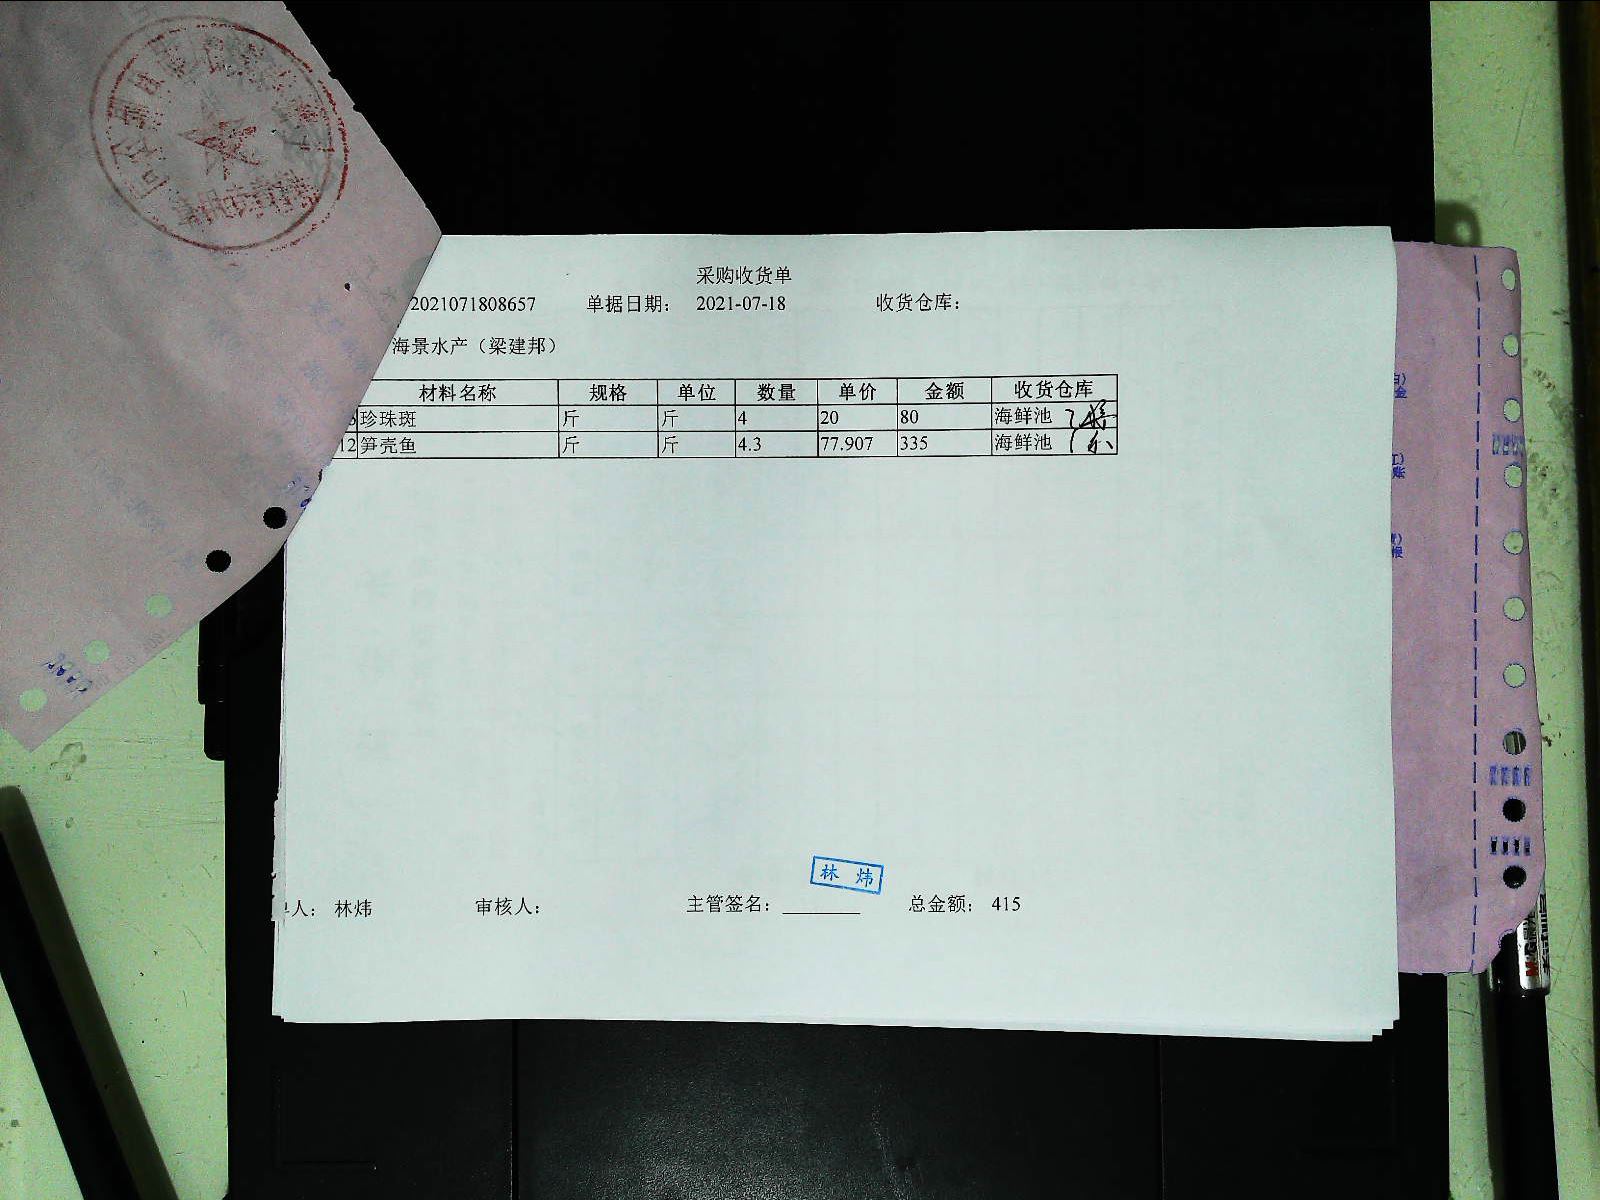 采购收货单
2021071808657 单据日期： 2021-07-18 收货仓库：
海景水产（梁建邦）
材料名称 规格 单位 数量 单价 金额 收货仓库
珍珠斑 斤 斤 4 20 80 海鲜池
12 笋壳鱼 斤 斤 4.3 77.907 335 海鲜池
林 炜
人： 林炜 审核人： 主管签名： 总金额： 415